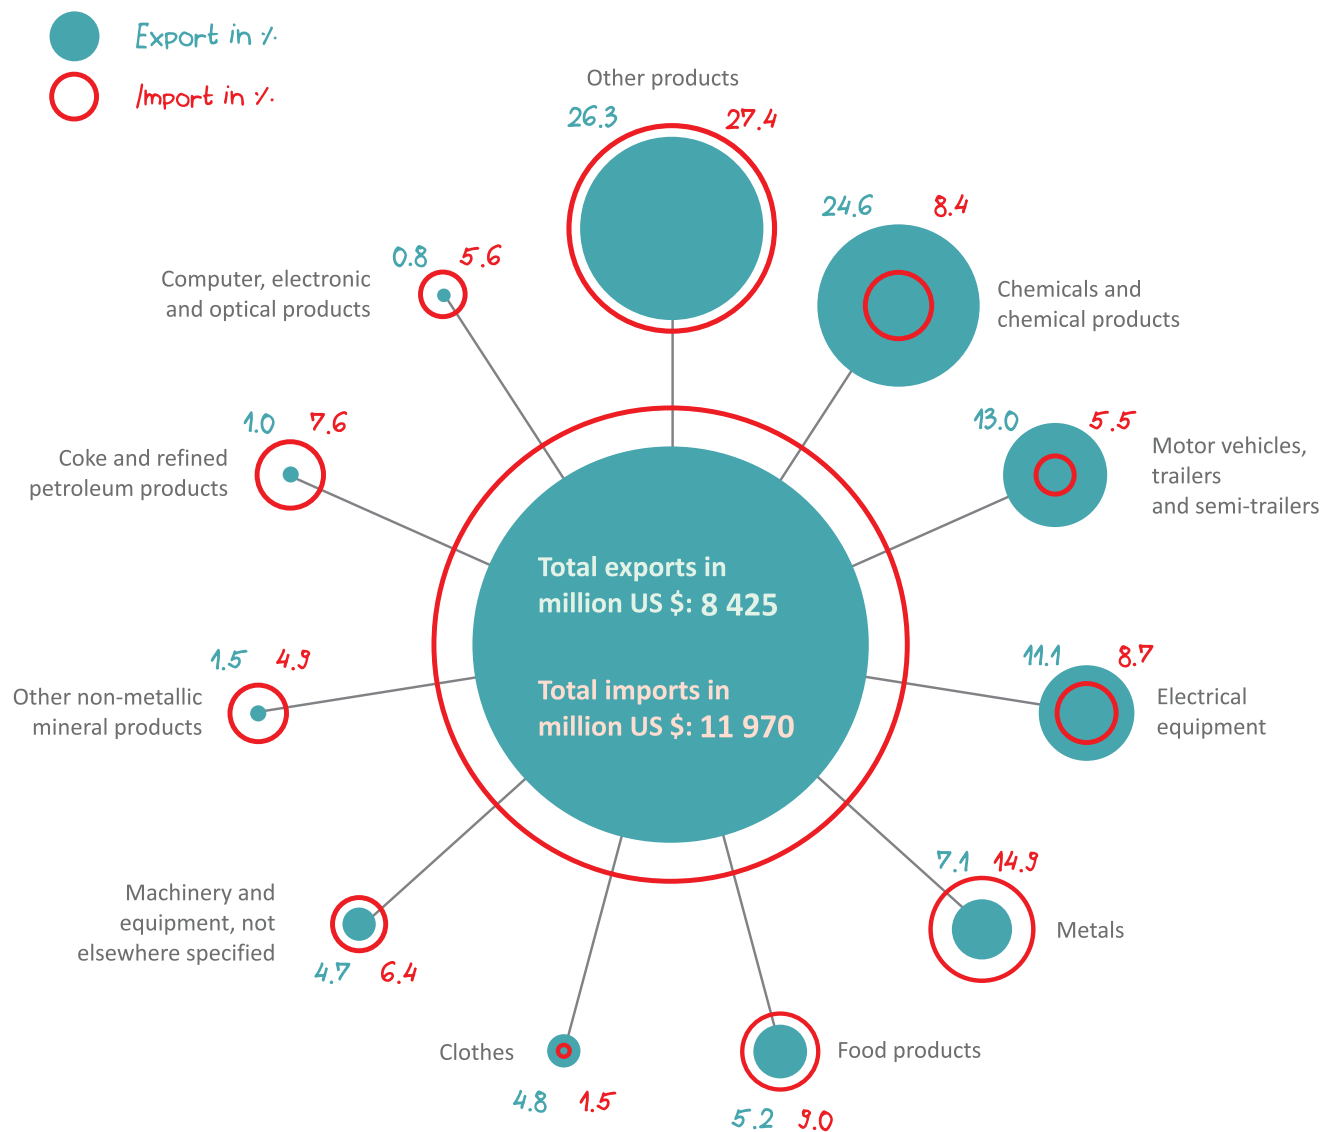 Export in %
Import in %
Other products
26.3 27.4
24.6 8.4
Chemicals and
chemical products
13.0 5.5
Motor vehicles,
trailers
and semi-trailers
11.1 8.7
Electrical
equipment
7.1 14.9
Metals
Food products
5.2 9.0
Clothes
4.8 1.5
Machinery and
equipment, not
elsewhere specified
4.7 6.4
1.5 4.9
Other non-metallic
mineral products
1.0 7.6
Coke and refined
petroleum products
0.8 5.6
Computer, electronic
and optical products
Total exports in
million US $: 8 425
Total imports in
million US $: 11 970